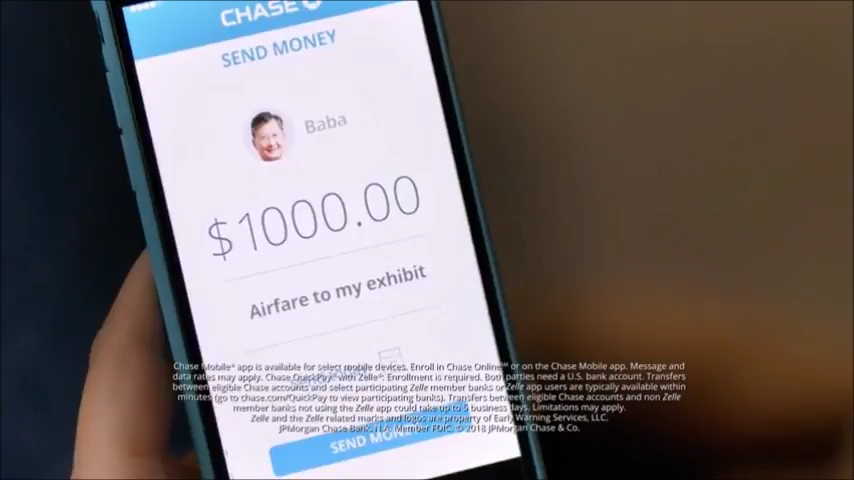 CHASE
SEND MONEY
Baba
$1000.00
Airfare to my exhibit
Chase Mobile® app is available for select mobile devices. Enroll in Chase Online℠ or on the Chase Mobile app. Message and
data rates may apply. Chase QuickPay® with Zelle®: Enrollment is required. Both parties need a U.S. bank account. Transfers
between eligible Chase accounts and select participating Zelle member banks or Zelle app users are typically available within
minutes (go to chase.com/QuickPay to view participating banks). Transfers between eligible Chase accounts and non Zelle
member banks not using the Zelle app could take up to 5 business days. Limitations may apply.
Zelle and the Zelle related marks and logos are property of Early Warning Services, LLC.
JPMorgan Chase Bank, N.A. Member FDIC. © 2018 JPMorgan Chase & Co.
SEND MONEY